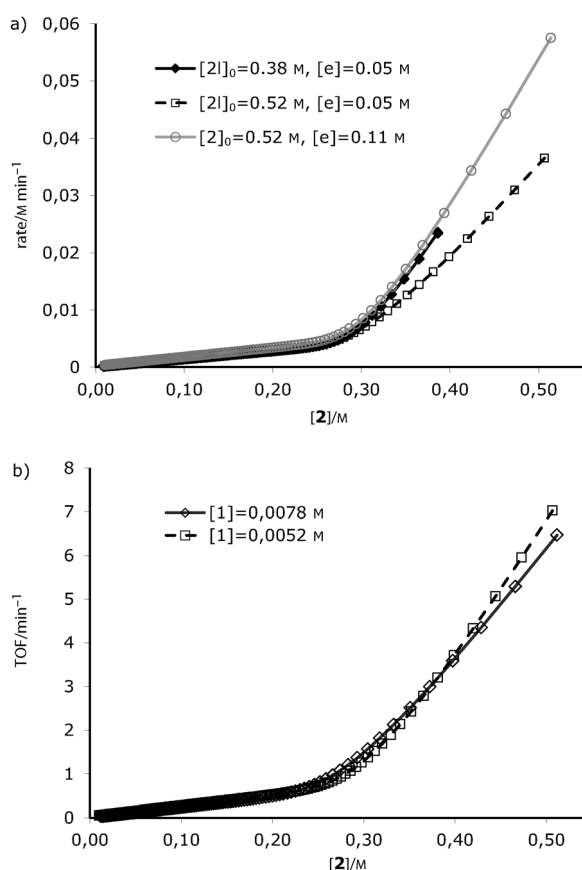 a)
0,06
0,05
0,04
0,03
0,02
0,01
0
rate/M min⁻¹
[2l]₀=0.38 M, [e]=0.05 M
[2l]₀=0.52 M, [e]=0.05 M
[2]₀=0.52 M, [e]=0.11 M
0,00 0,10 0,20 0,30 0,40 0,50
[2]/M
b)
8
7
6
5
4
3
2
1
0
TOF/min⁻¹
[1]=0,0078 M
[1]=0,0052 M
0,00 0,10 0,20 0,30 0,40 0,50
[2]/M